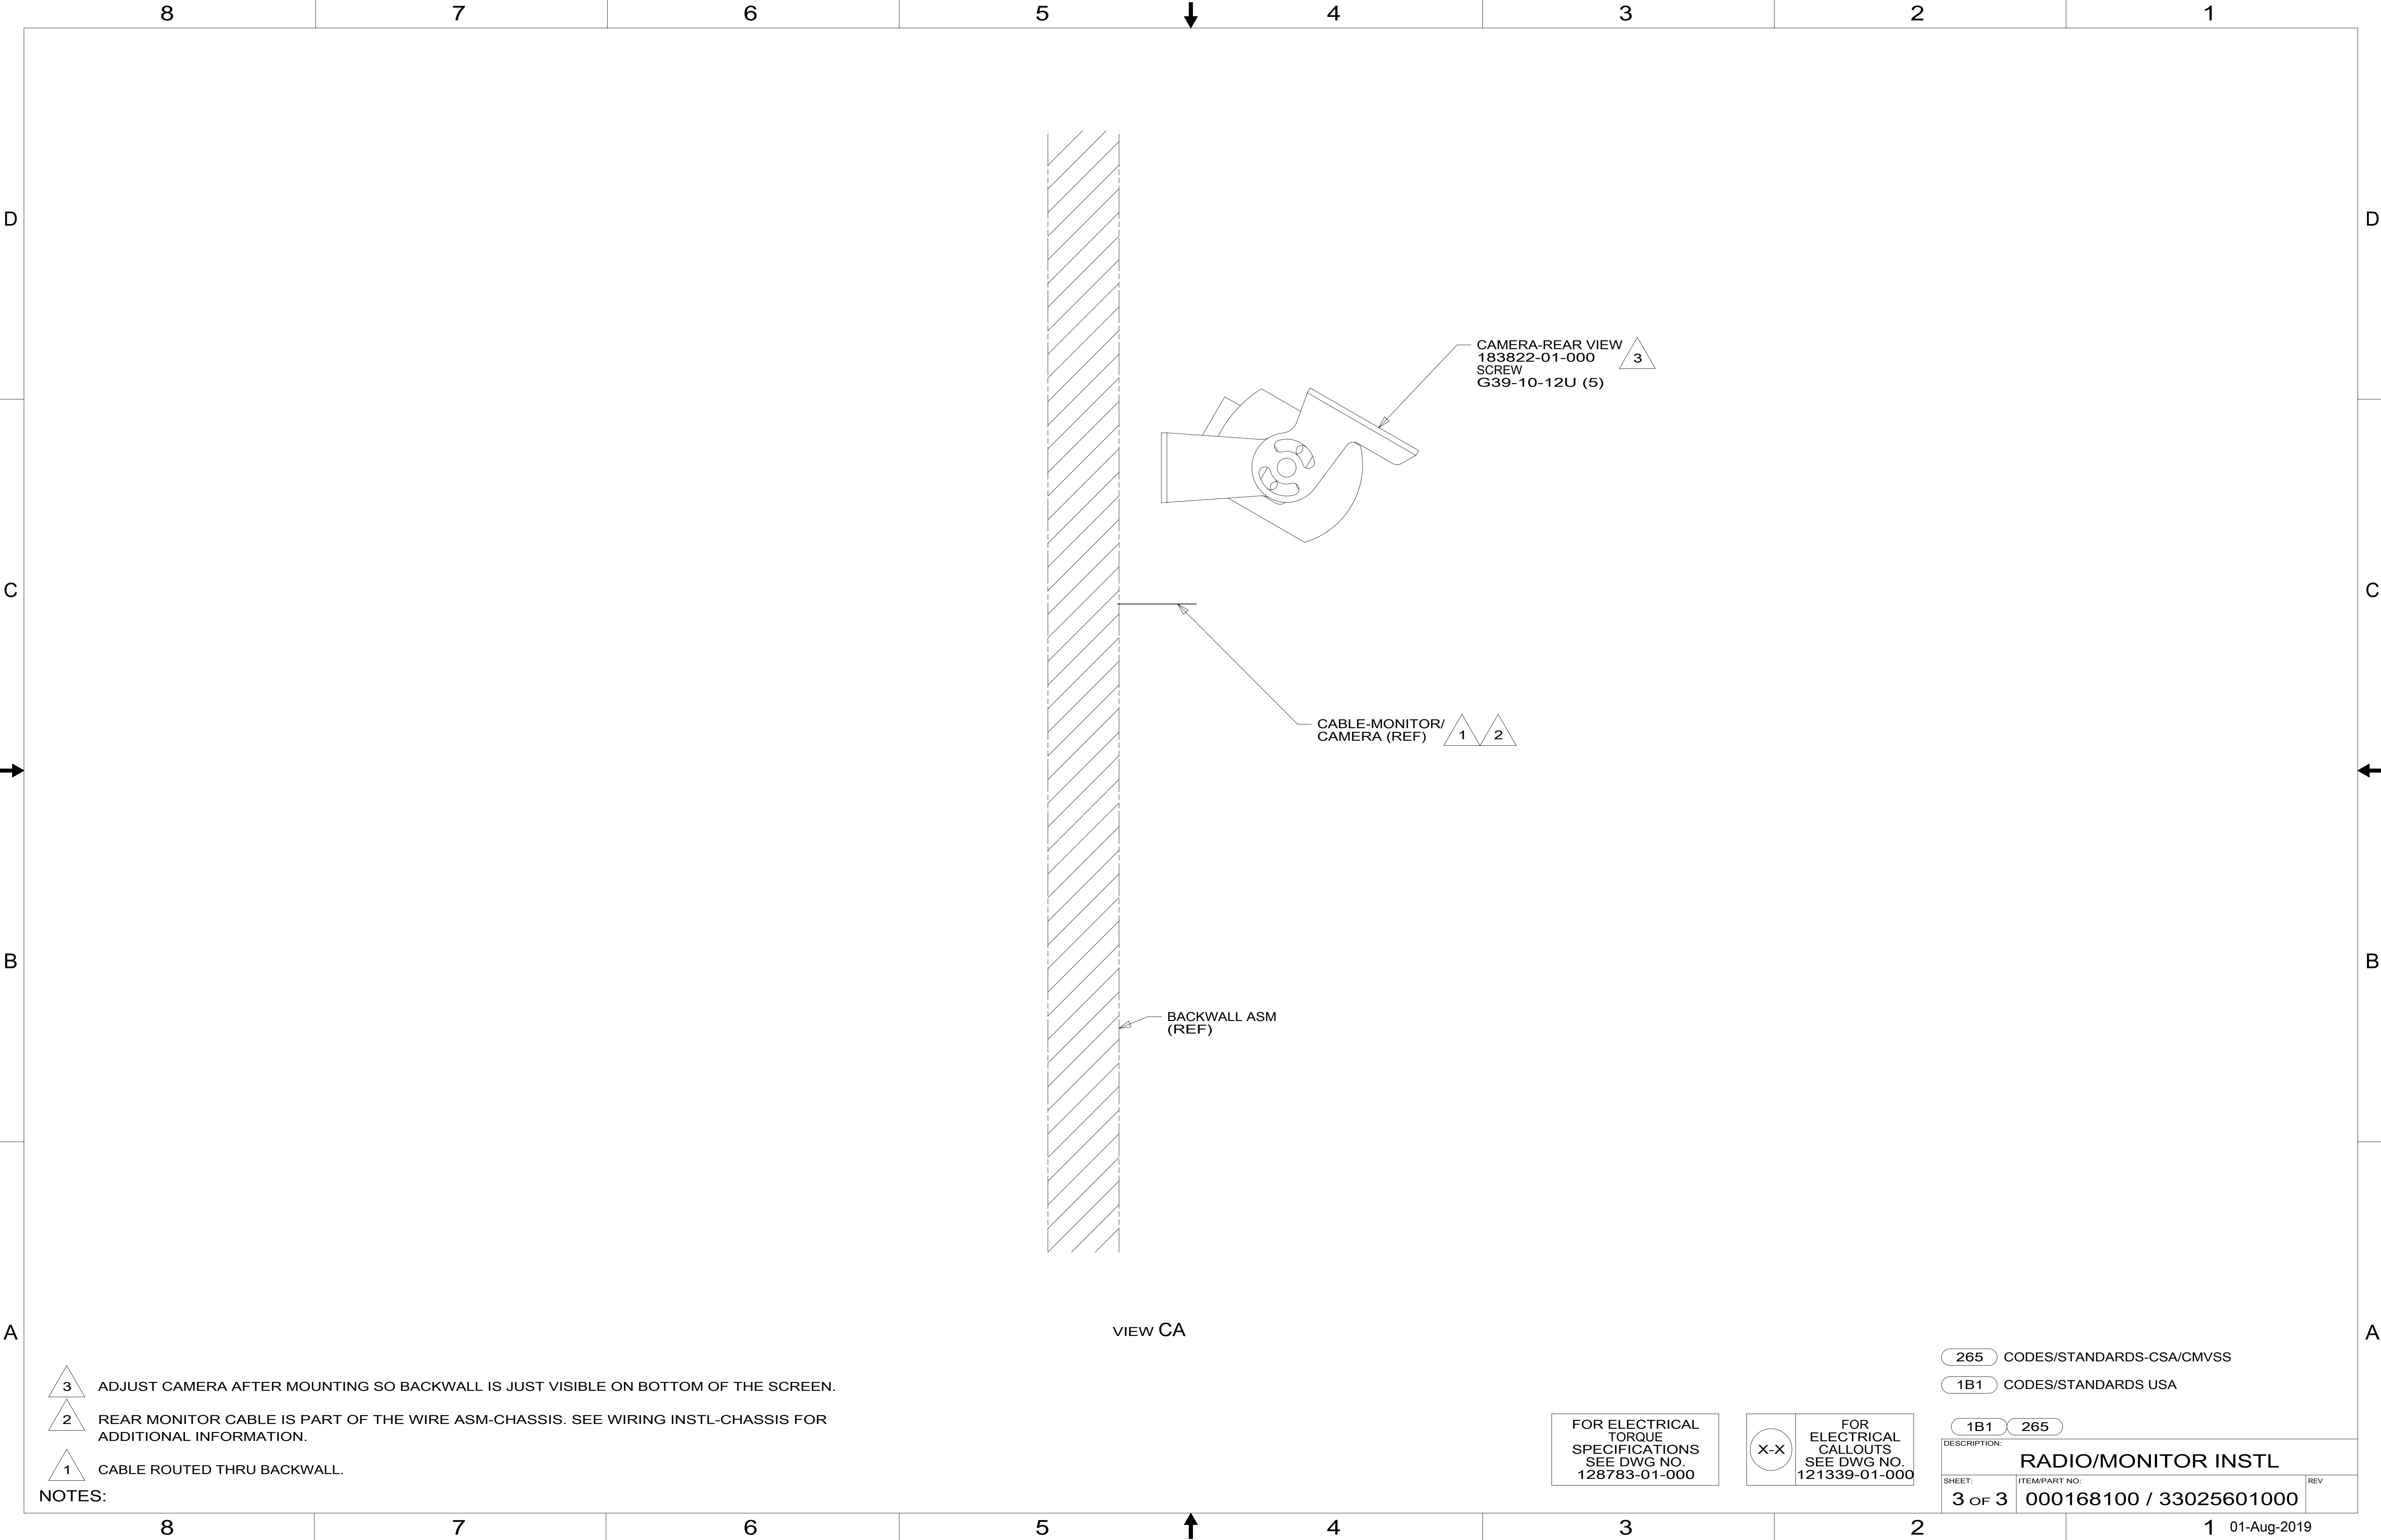 8 7 6 5 4 3 2 1
D D
CAMERA-REAR VIEW
183822-01-000
SCREW
G39-10-12U (5)
3
C C
CABLE-MONITOR/
CAMERA (REF)
1 2
B B
BACKWALL ASM
(REF)
A A
VIEW CA
3 ADJUST CAMERA AFTER MOUNTING SO BACKWALL IS JUST VISIBLE ON BOTTOM OF THE SCREEN.
2 REAR MONITOR CABLE IS PART OF THE WIRE ASM-CHASSIS. SEE WIRING INSTL-CHASSIS FOR
ADDITIONAL INFORMATION.
1 CABLE ROUTED THRU BACKWALL.
NOTES:
FOR ELECTRICAL
TORQUE
SPECIFICATIONS
SEE DWG NO.
128783-01-000
X-X
FOR
ELECTRICAL
CALLOUTS
SEE DWG NO.
121339-01-000
265 CODES/STANDARDS-CSA/CMVSS
1B1 CODES/STANDARDS USA
1B1 265
DESCRIPTION:
RADIO/MONITOR INSTL
SHEET: ITEM/PART NO: REV
3 OF 3 000168100 / 33025601000
8 7 6 5 4 3 2 1
01-Aug-2019